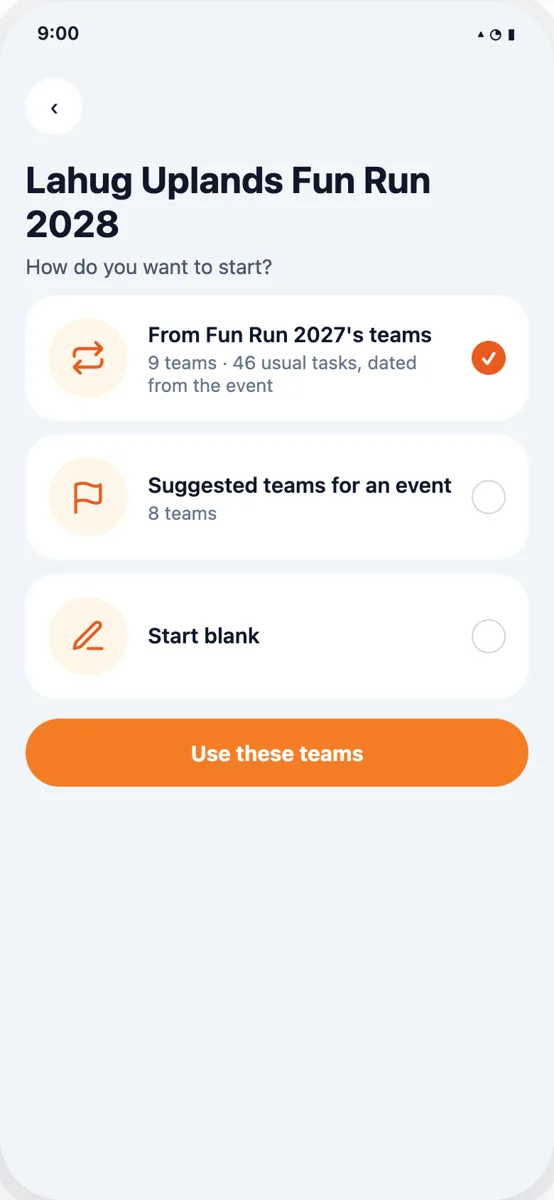 9:00
‹
Lahug Uplands Fun Run
2028
How do you want to start?
From Fun Run 2027's teams
9 teams · 46 usual tasks, dated
from the event
Suggested teams for an event
8 teams
Start blank
Use these teams